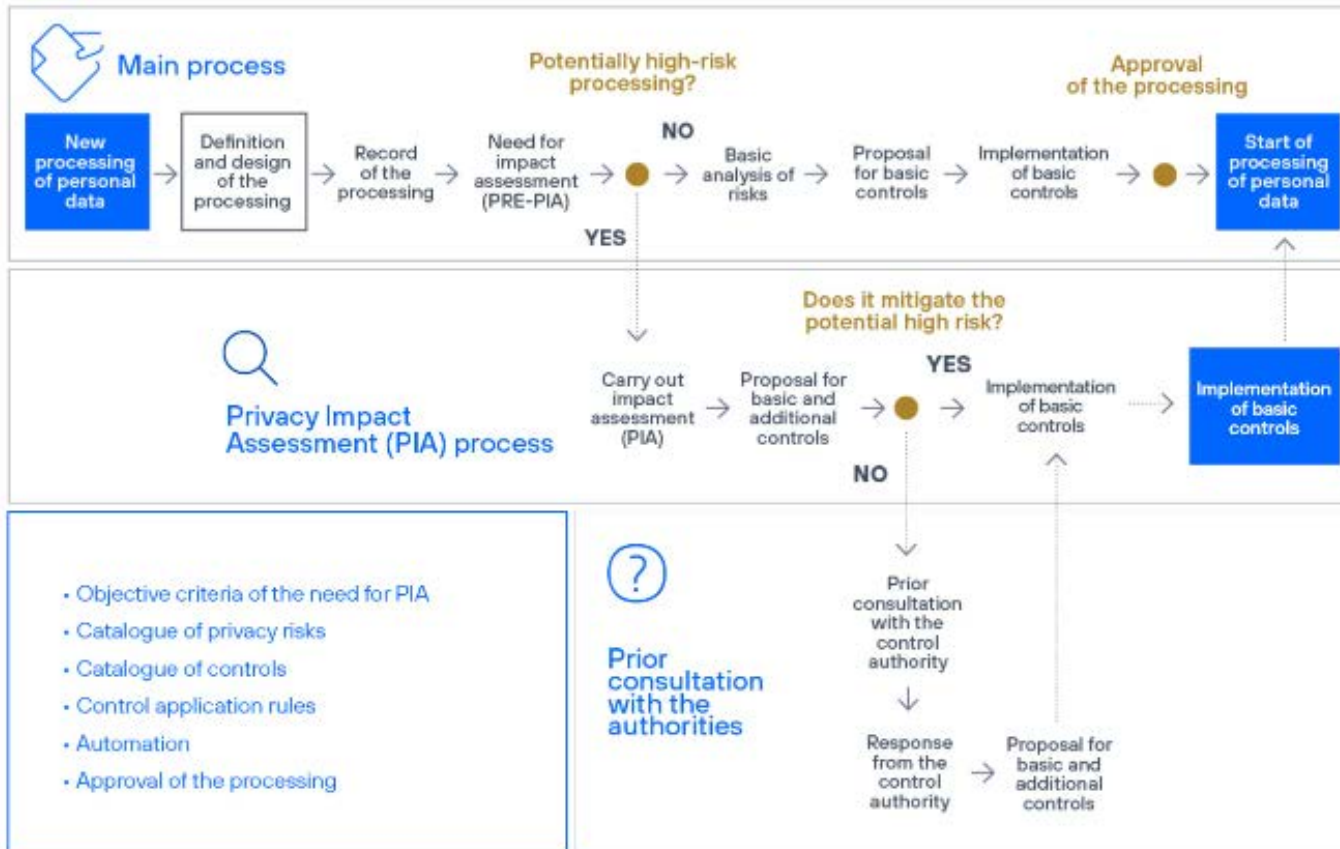 Main process
Potentially high-risk
processing?
Approval
of the processing
New
processing
of personal
data
Definition
and design
of the
processing
Record
of the
processing
Need for
impact
assessment
(PRE-PIA)
NO
YES
Basic
analysis of
risks
Proposal
for basic
controls
Implementation
of basic
controls
Start of
processing
of personal
data
Privacy Impact
Assessment (PIA) process
Does it mitigate the
potential high risk?
Carry out
impact
assessment
(PIA)
Proposal for
basic and
additional
controls
YES
NO
Implementation
of basic
controls
Implementation
of basic
controls
• Objective criteria of the need for PIA
• Catalogue of privacy risks
• Catalogue of controls
• Control application rules
• Automation
• Approval of the processing
?
Prior
consultation
with the
authorities
Prior
consultation
with the
control
authority
Response
from the
control
authority
Proposal for
basic and
additional
controls